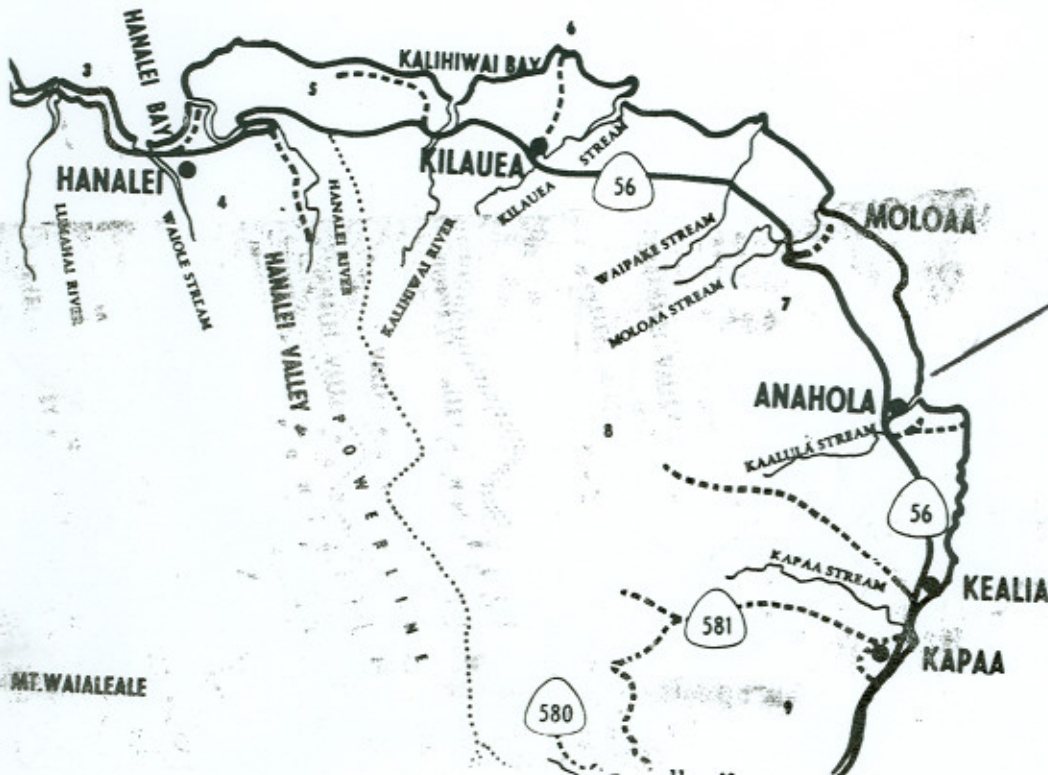 3
HANALEI BAY
6
KALIHIWAI BAY
5
HANALEI
4
KILAUEA
STREAM
KILAUEA
56
LUMAHAI RIVER
WAIOLE STREAM
HANALEI RIVER
KALIHIWAI RIVER
HANALEI VALLEY
WAIPAKE STREAM
MOLOAA STREAM
MOLOAA
7
ANAHOLA
8
KAALULA STREAM
56
POWERLINE
KAPAA STREAM
KEALIA
581
KAPAA
MT. WAIALEALE
580
9